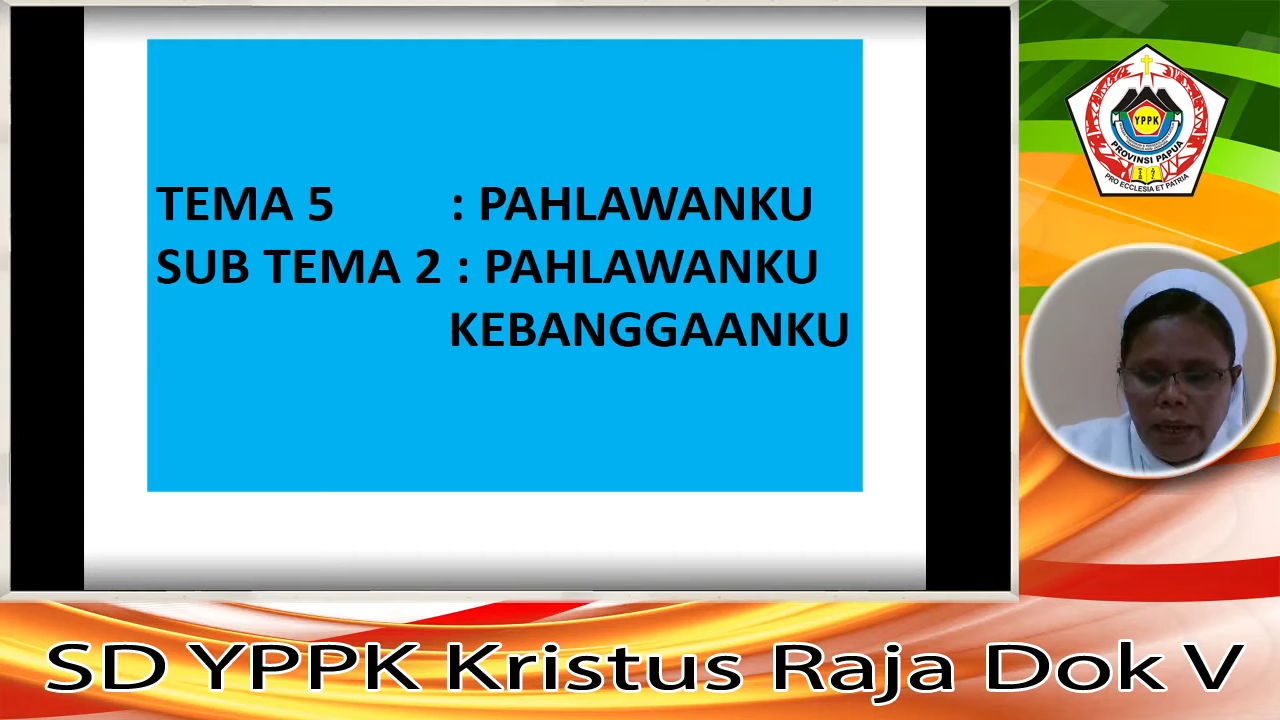 TEMA 5 : PAHLAWANKU
SUB TEMA 2 : PAHLAWANKU
KEBANGGAANKU
YPPK
PROVINSI PAPUA
PRO ECCLESIA ET PATRIA
SD YPPK Kristus Raja Dok V